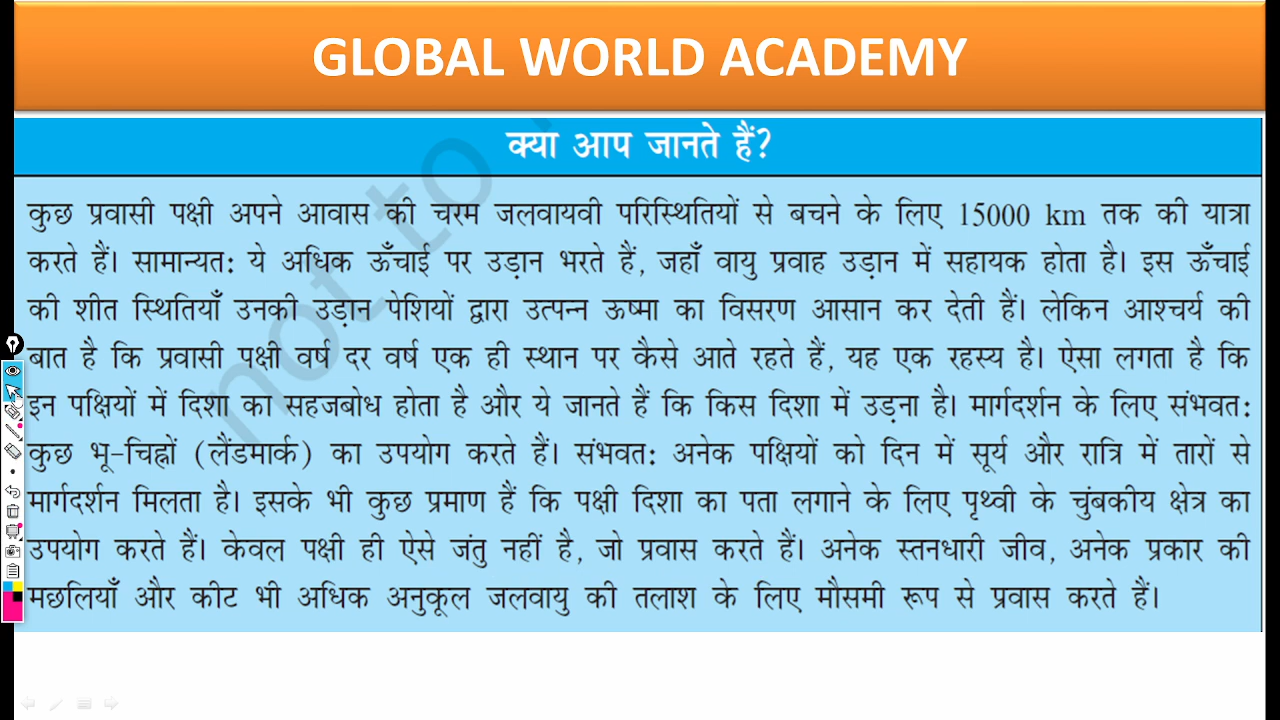 GLOBAL WORLD ACADEMY
क्या आप जानते हैं?
कुछ प्रवासी पक्षी अपने आवास की चरम जलवायवी परिस्थितियों से बचने के लिए 15000 km तक की यात्रा
करते हैं। सामान्यत: ये अधिक ऊँचाई पर उड़ान भरते हैं, जहाँ वायु प्रवाह उड़ान में सहायक होता है। इस ऊँचाई
की शीत स्थितियाँ उनकी उड़ान पेशियों द्वारा उत्पन्न ऊष्मा का विसरण आसान कर देती हैं। लेकिन आश्चर्य की
बात है कि प्रवासी पक्षी वर्ष दर वर्ष एक ही स्थान पर कैसे आते रहते हैं, यह एक रहस्य है। ऐसा लगता है कि
इन पक्षियों में दिशा का सहजबोध होता है और ये जानते हैं कि किस दिशा में उड़ना है। मार्गदर्शन के लिए संभवत:
कुछ भू-चिह्नों (लैंडमार्क) का उपयोग करते हैं। संभवत: अनेक पक्षियों को दिन में सूर्य और रात्रि में तारों से
मार्गदर्शन मिलता है। इसके भी कुछ प्रमाण हैं कि पक्षी दिशा का पता लगाने के लिए पृथ्वी के चुंबकीय क्षेत्र का
उपयोग करते हैं। केवल पक्षी ही ऐसे जंतु नहीं है, जो प्रवास करते हैं। अनेक स्तनधारी जीव, अनेक प्रकार की
मछलियाँ और कीट भी अधिक अनुकूल जलवायु की तलाश के लिए मौसमी रूप से प्रवास करते हैं।
not to